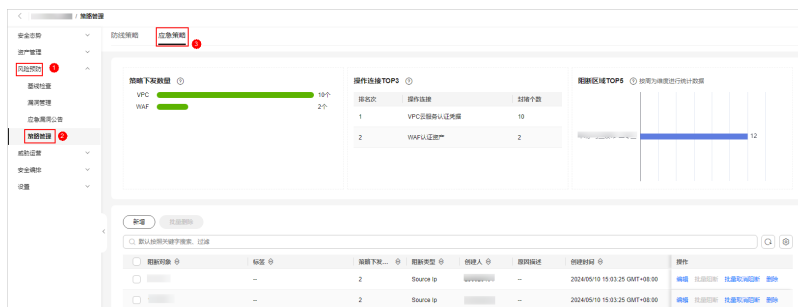 / 策略管理
安全态势
资产管理
风险预防 1
基线检查
漏洞管理
应急漏洞公告
策略管理 2
威胁运营
安全编排
设置
防线策略 应急策略 3
策略下发数量
VPC 10个
WAF 2个
操作连接TOP3
排名次 操作连接 封堵个数
1 VPC云服务认证凭据 10
2 WAF认证资产 2
阻断区域TOP5 按周为维度进行统计数据
12
新增 批量删除
默认按照关键字搜索、过滤
阻断对象 标签 策略下发... 阻断类型 创建人 原因描述 创建时间 操作
-- 2 Source Ip -- 2024/05/10 15:03:25 GMT+08:00 编辑 批量阻断 批量取消阻断 删除
-- 2 Source Ip -- 2024/05/10 15:03:25 GMT+08:00 编辑 批量阻断 批量取消阻断 删除